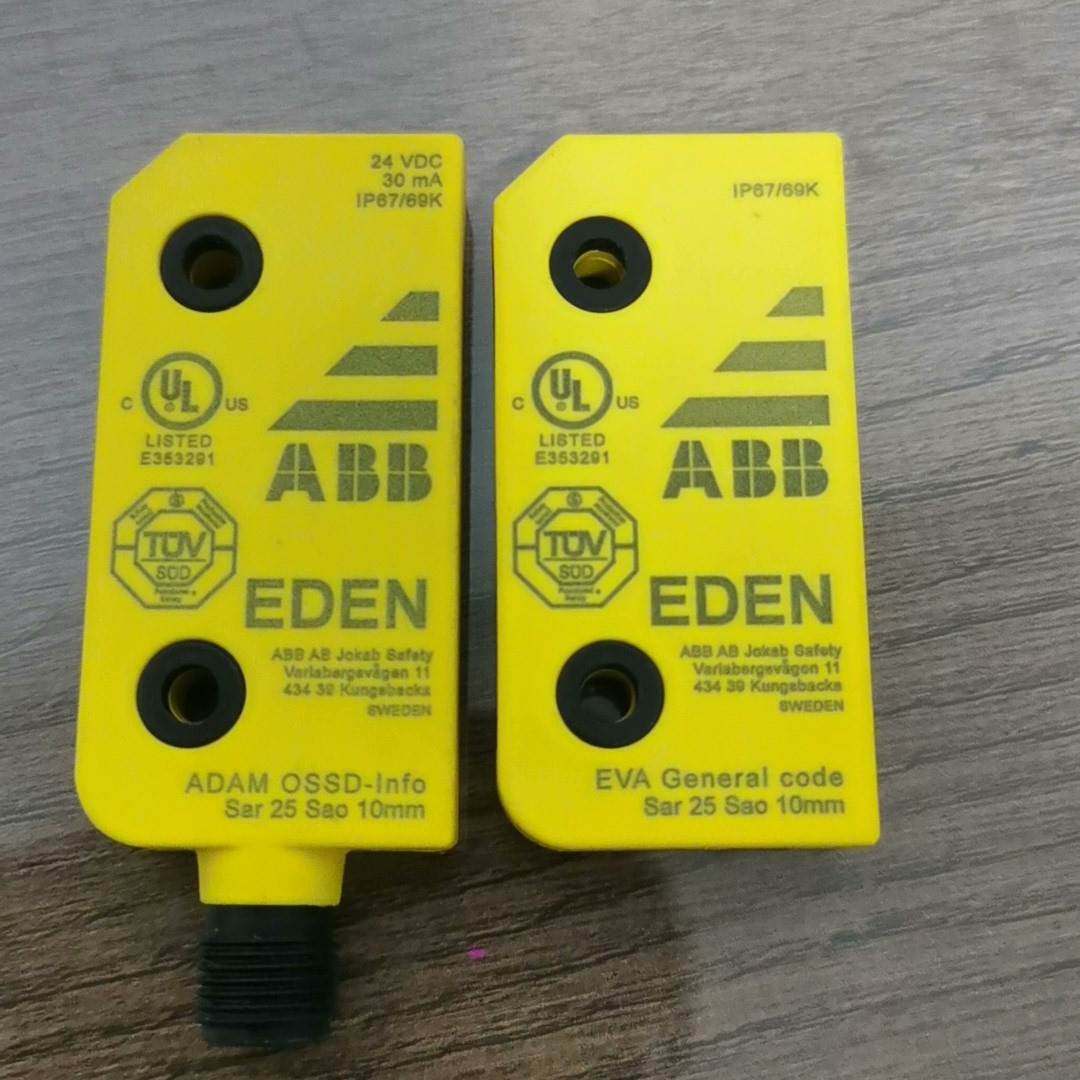 24 VDC
30 mA
IP67/69K
C UL US
LISTED
E353291
ABB
TÜV
SÜD
EDEN
ABB AB Jokab Safety
Varlabergsvägen 11
434 39 Kungsbacka
SWEDEN
ADAM OSSD-Info
Sar 25 Sao 10mm
IP67/69K
C UL US
LISTED
E353291
ABB
TÜV
SÜD
EDEN
ABB AB Jokab Safety
Varlabergsvägen 11
434 39 Kungsbacka
SWEDEN
EVA General code
Sar 25 Sao 10mm